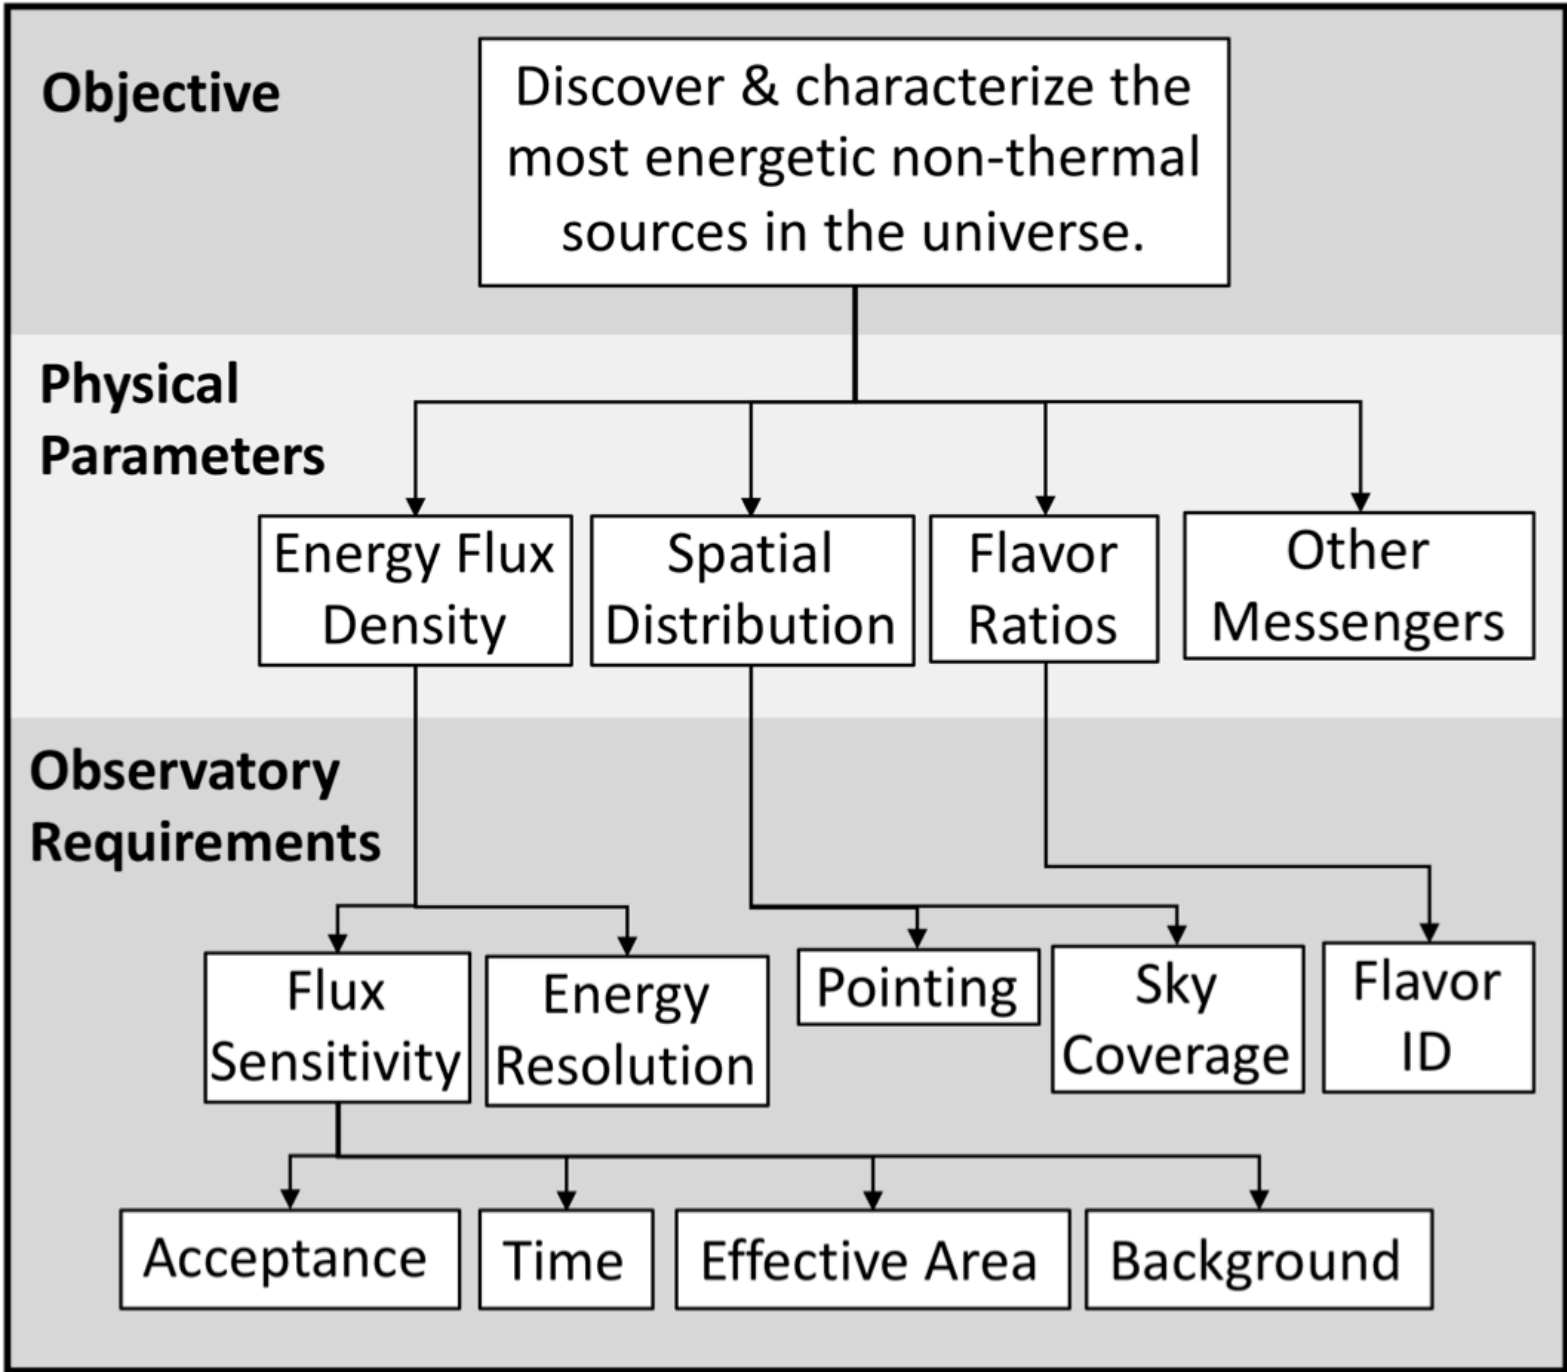 Objective
Discover & characterize the
most energetic non-thermal
sources in the universe.
Physical
Parameters
Energy Flux
Density
Spatial
Distribution
Flavor
Ratios
Other
Messengers
Observatory
Requirements
Flux
Sensitivity
Energy
Resolution
Pointing
Sky
Coverage
Flavor
ID
Acceptance
Time
Effective Area
Background